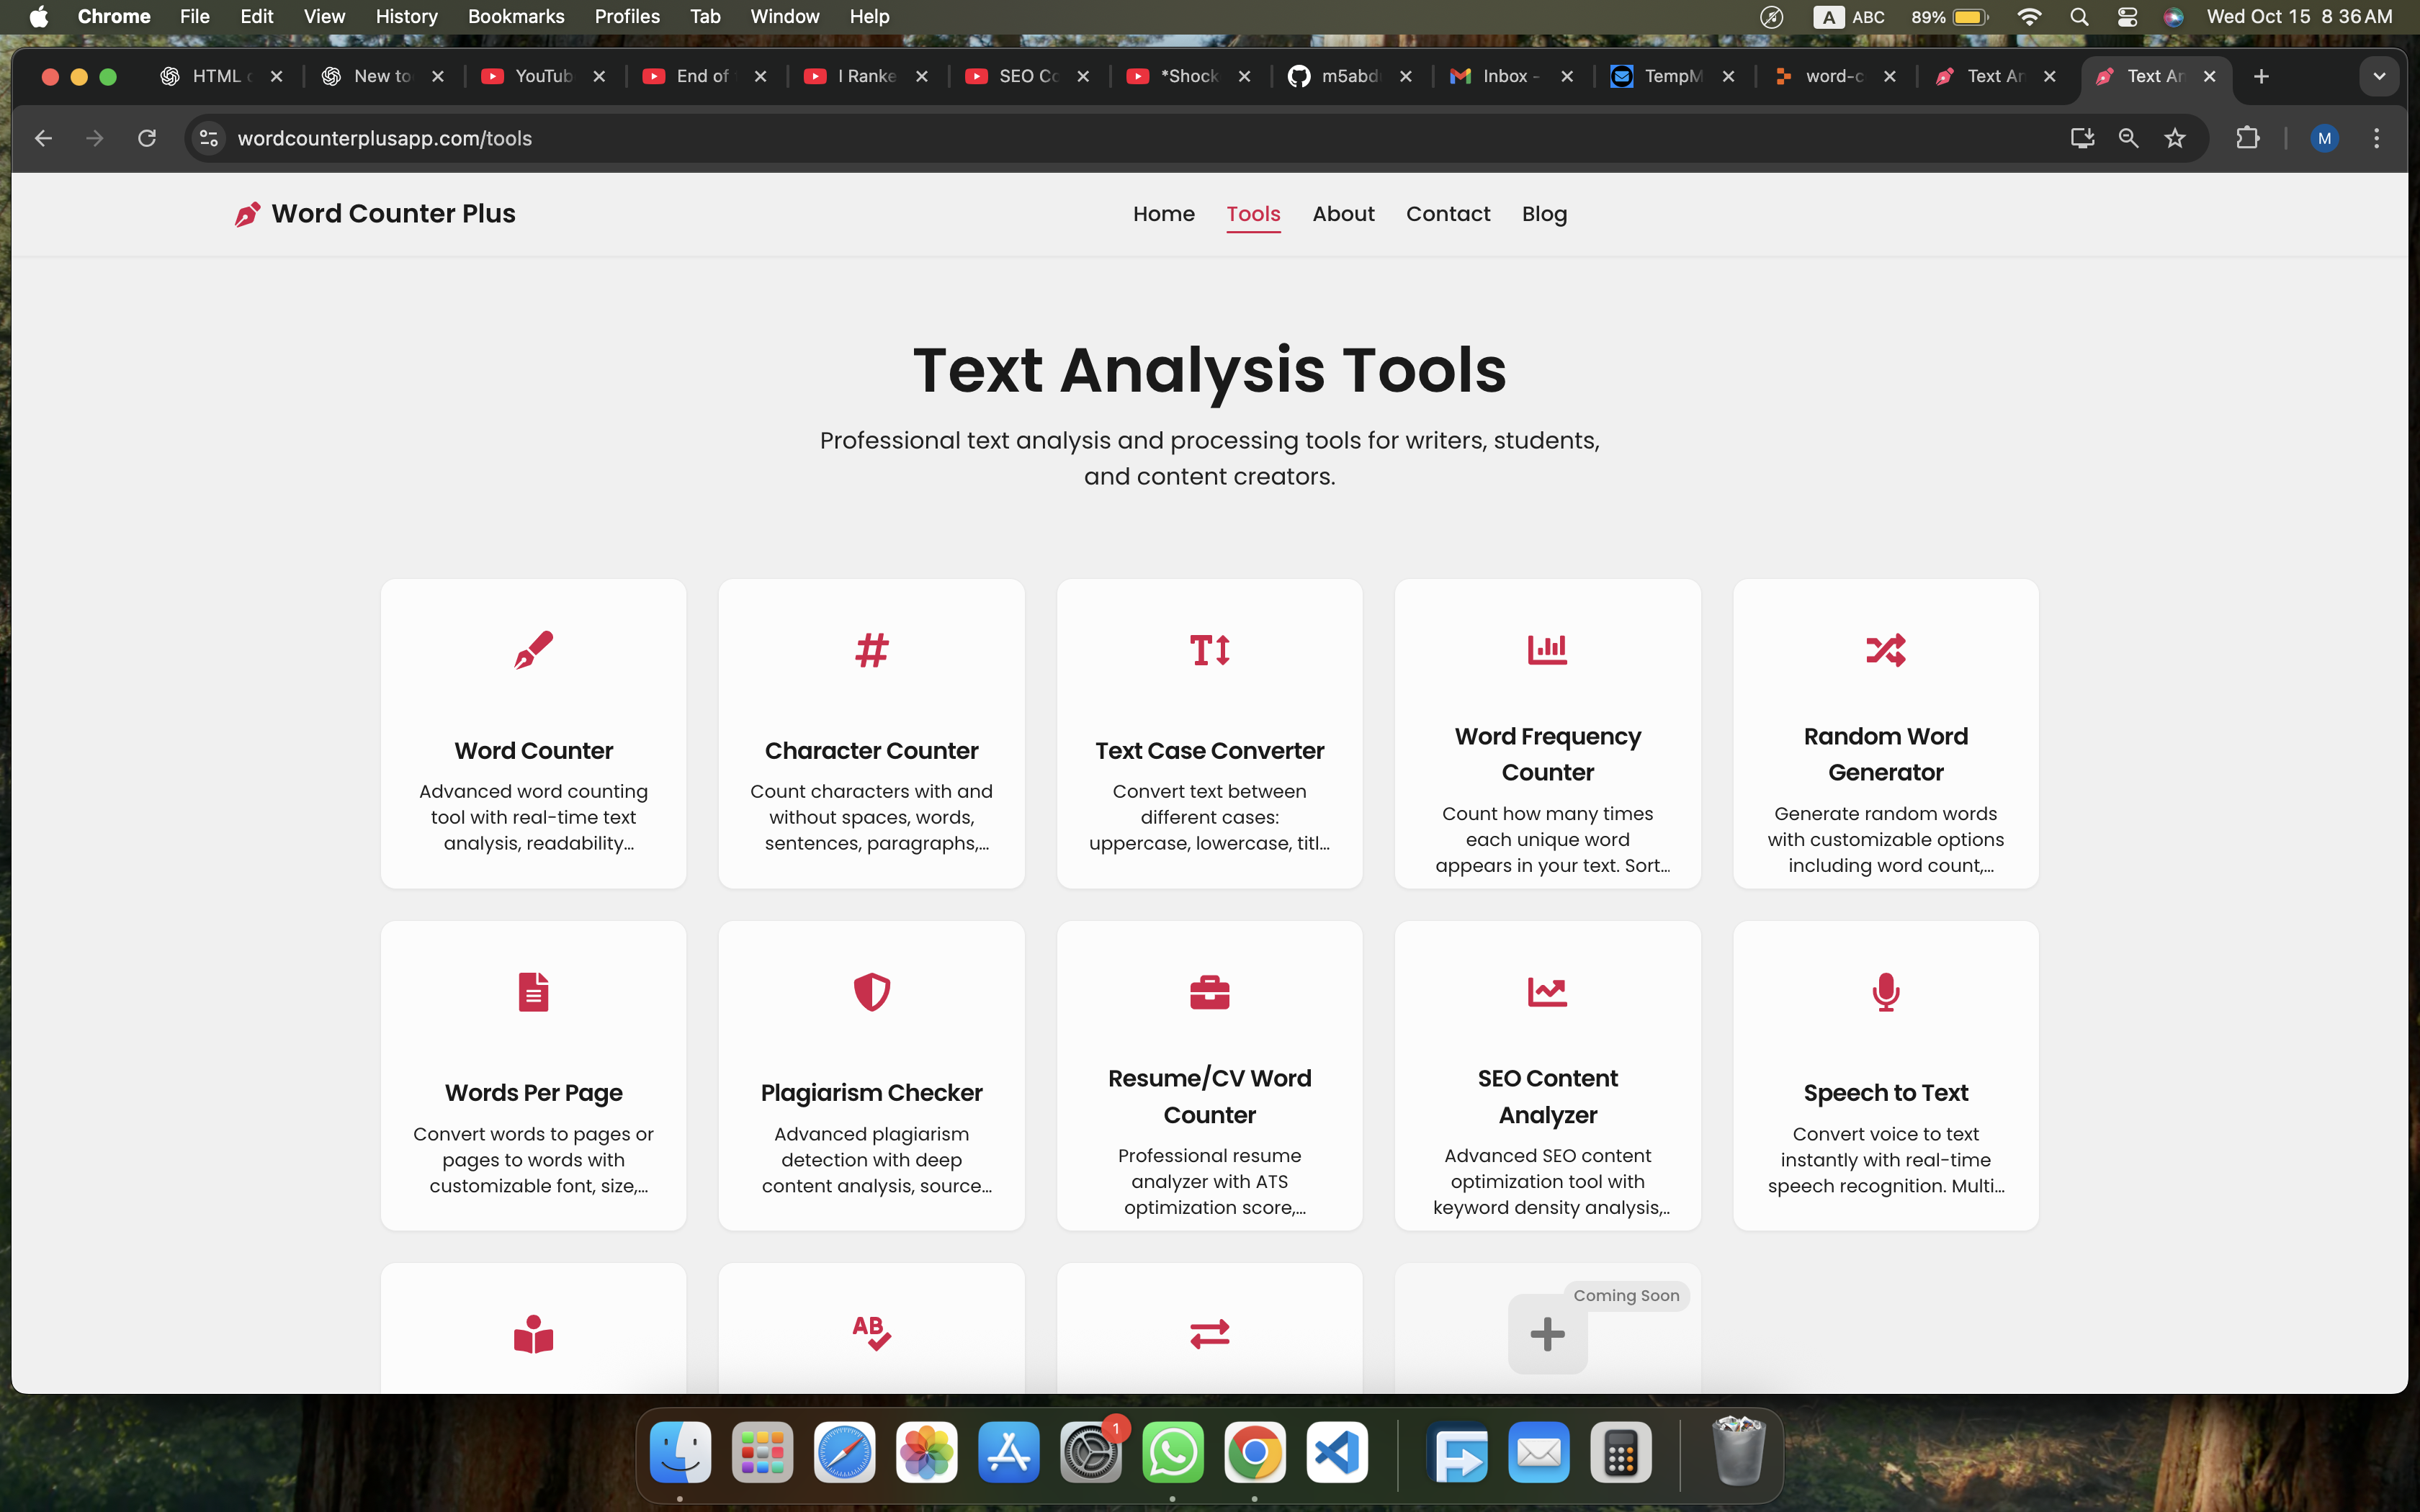 Chrome File Edit View History Bookmarks Profiles Tab Window Help A ABC 89% Wed Oct 15 8 36 AM
HTML New to YouTub End of I Ranke SEO Co *Shock m5abd Inbox - TempM word-c Text An Text An
wordcounterplusapp.com/tools M
Word Counter Plus Home Tools About Contact Blog
Text Analysis Tools
Professional text analysis and processing tools for writers, students,
and content creators.
Word Counter
Advanced word counting
tool with real-time text
analysis, readability...
#
Character Counter
Count characters with and
without spaces, words,
sentences, paragraphs,...
T
Text Case Converter
Convert text between
different cases:
uppercase, lowercase, titl...
Word Frequency
Counter
Count how many times
each unique word
appears in your text. Sort...
Random Word
Generator
Generate random words
with customizable options
including word count,...
Words Per Page
Convert words to pages or
pages to words with
customizable font, size,...
Plagiarism Checker
Advanced plagiarism
detection with deep
content analysis, source...
Resume/CV Word
Counter
Professional resume
analyzer with ATS
optimization score,...
SEO Content
Analyzer
Advanced SEO content
optimization tool with
keyword density analysis,...
Speech to Text
Convert voice to text
instantly with real-time
speech recognition. Multi...
AB
Coming Soon
1